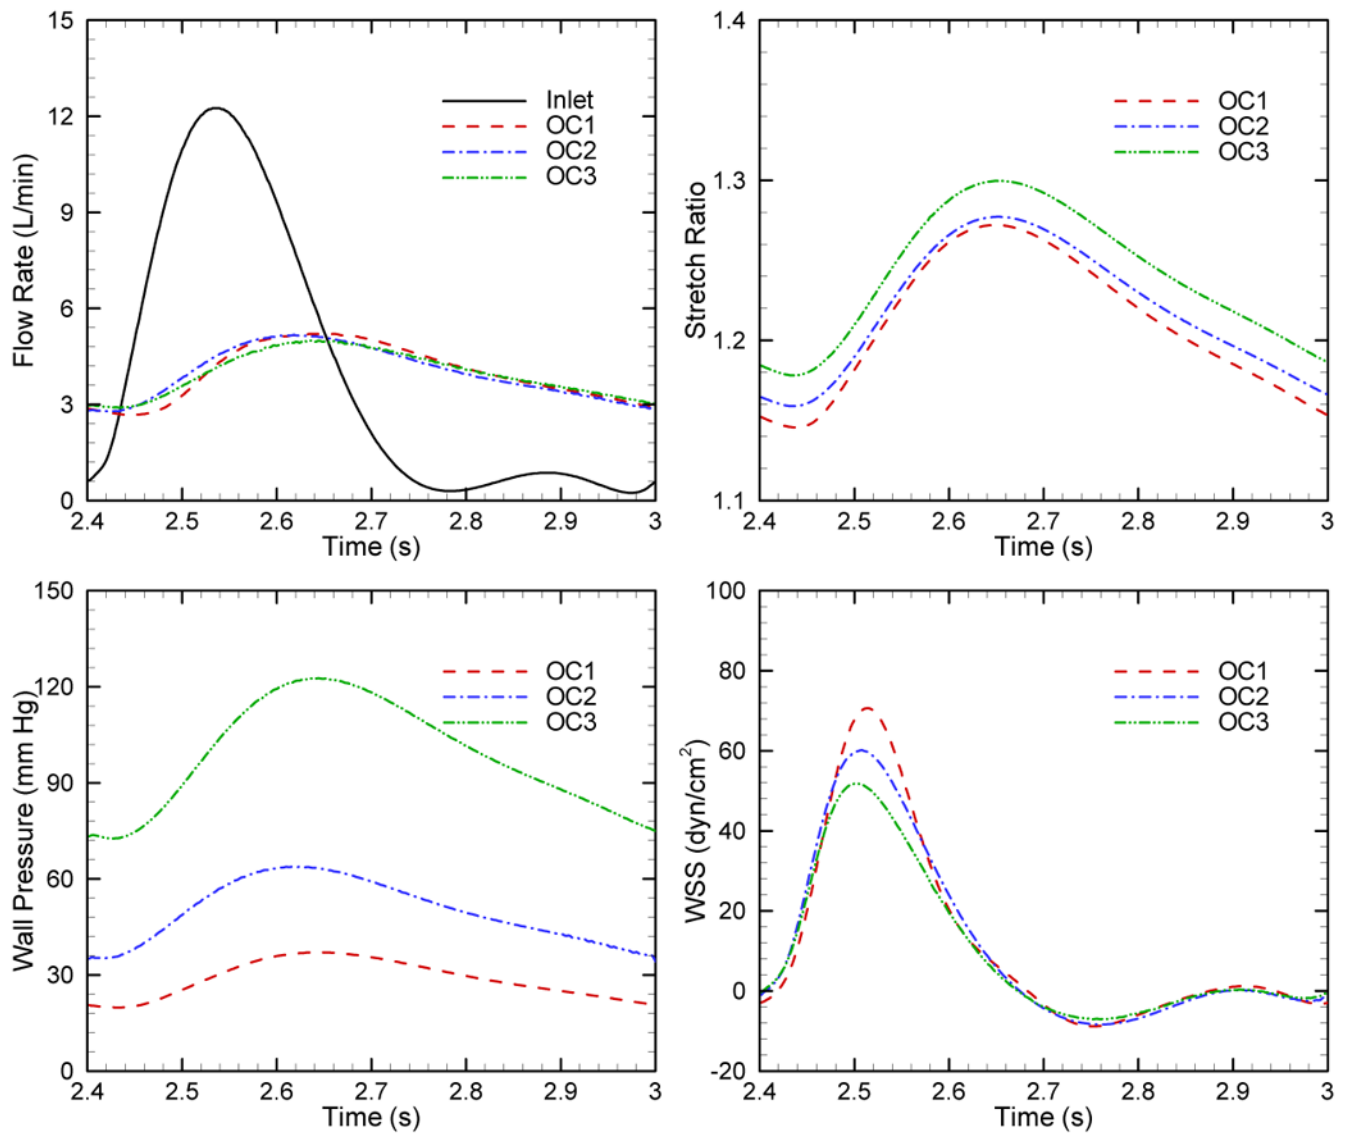 15
12
9
6
3
0
Flow Rate (L/min)
Inlet
OC1
OC2
OC3
2.4 2.5 2.6 2.7 2.8 2.9 3
Time (s)
1.4
1.3
1.2
1.1
Stretch Ratio
OC1
OC2
OC3
2.4 2.5 2.6 2.7 2.8 2.9 3
Time (s)
150
120
90
60
30
0
Wall Pressure (mm Hg)
OC1
OC2
OC3
2.4 2.5 2.6 2.7 2.8 2.9 3
Time (s)
100
80
60
40
20
0
-20
WSS (dyn/cm²)
OC1
OC2
OC3
2.4 2.5 2.6 2.7 2.8 2.9 3
Time (s)